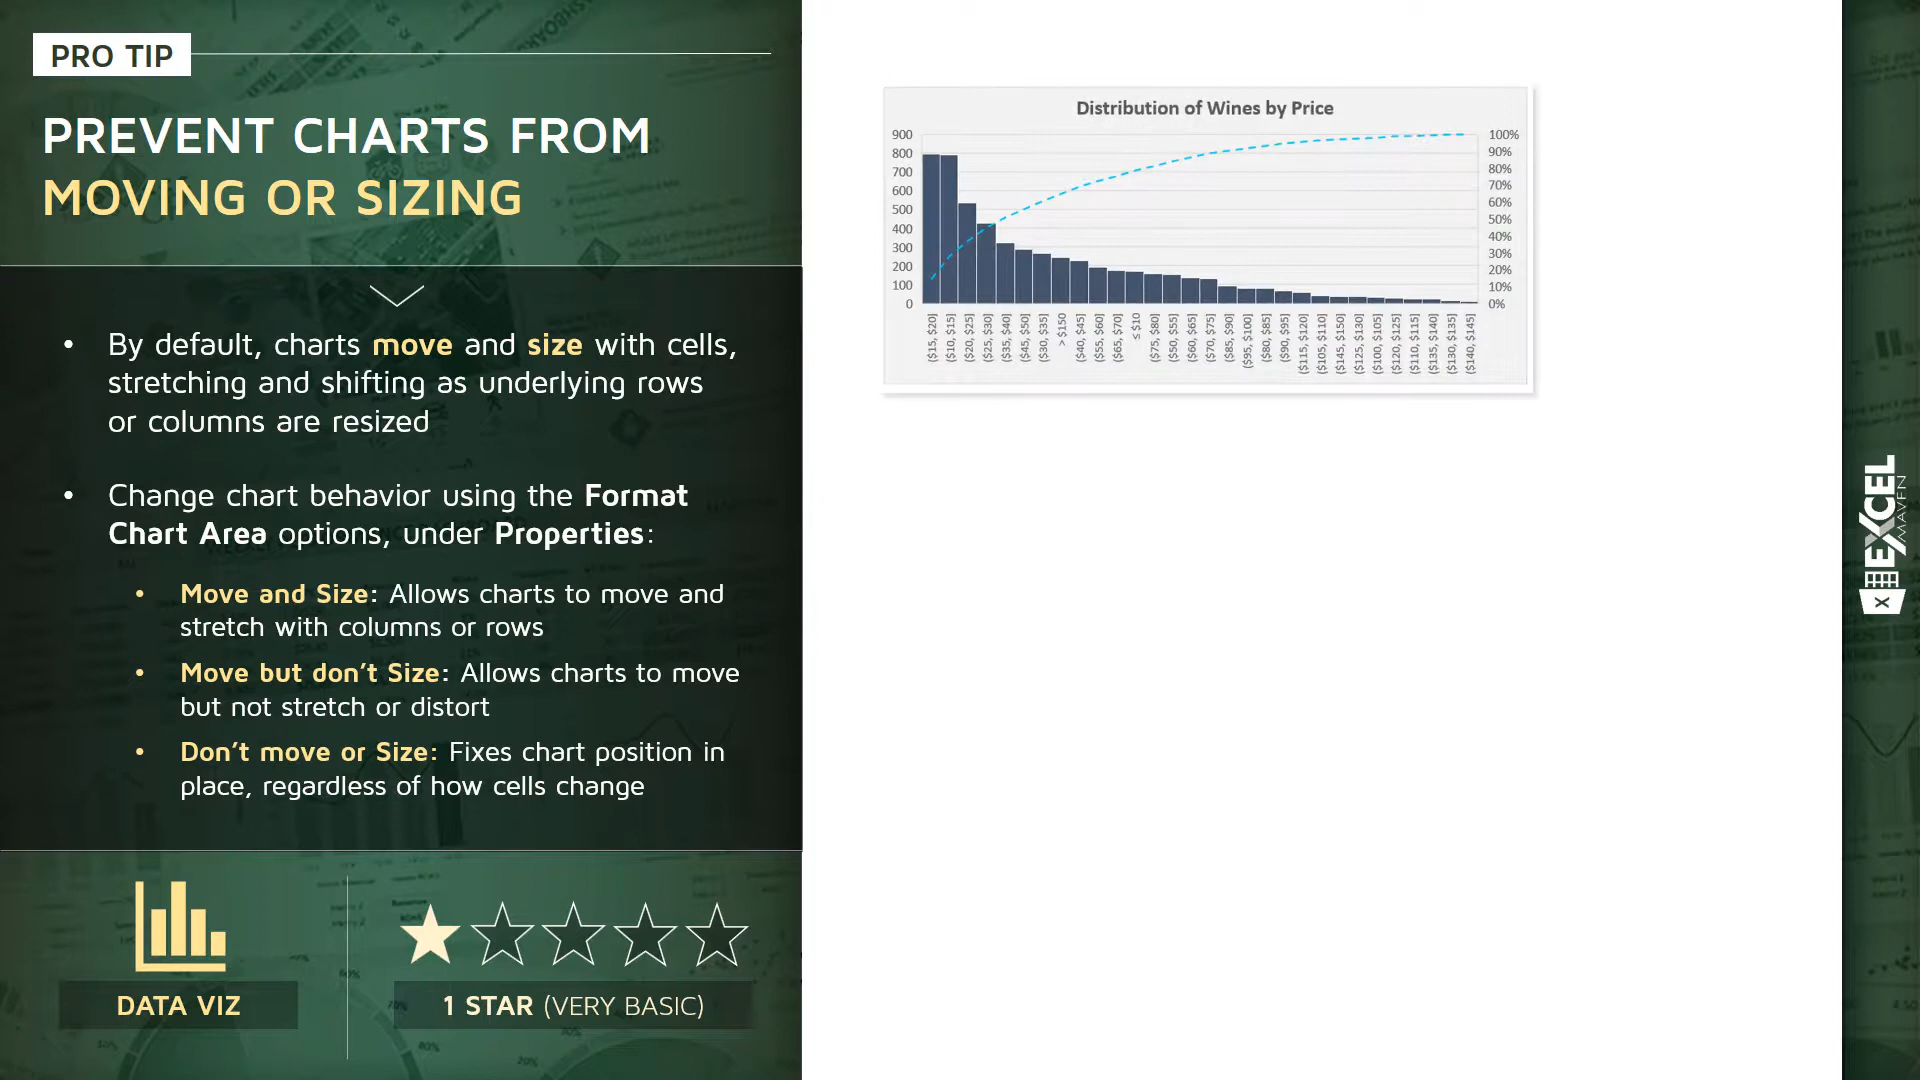 PRO TIP
PREVENT CHARTS FROM
MOVING OR SIZING
• By default, charts move and size with cells,
stretching and shifting as underlying rows
or columns are resized
• Change chart behavior using the Format
Chart Area options, under Properties:
• Move and Size: Allows charts to move and
stretch with columns or rows
• Move but don't Size: Allows charts to move
but not stretch or distort
• Don't move or Size: Fixes chart position in
place, regardless of how cells change
DATA VIZ
1 STAR (VERY BASIC)
Distribution of Wines by Price
900
800
700
600
500
400
300
200
100
0
100%
90%
80%
70%
60%
50%
40%
30%
20%
10%
0%
($15, $20]
($10, $15]
($20, $25]
($25, $30]
($35, $40]
($45, $50]
($30, $35]
> $150
($40, $45]
($55, $60]
($65, $70]
≤ $10
($75, $80]
($50, $55]
($60, $65]
($70, $75]
($85, $90]
($95, $100]
($80, $85]
($90, $95]
($115, $120]
($105, $110]
($145, $150]
($125, $130]
($100, $105]
($120, $125]
($110, $115]
($135, $140]
($130, $135]
($140, $145]
X
EXCEL
MAVEN